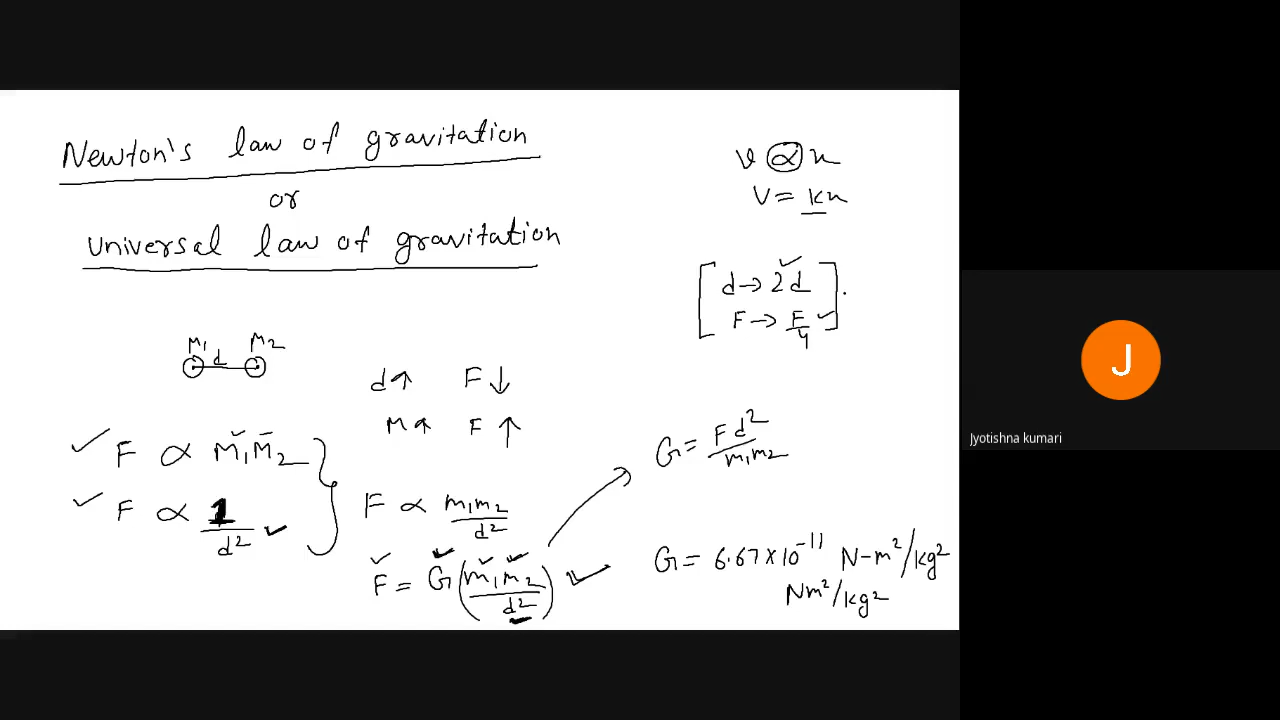 Newton's law of gravitation
or
universal law of gravitation
M1 d M2
F ∝ m1m2
F ∝ 1/d²
d↑ F↓
M↑ F↑
F ∝ m1m2/d²
F = G(m1m2/d²)
v ∝ x
V = kx
[d→2d
F→F/4].
G = Fd²/m1m2
G = 6.67×10⁻¹¹ N-m²/kg²
Nm²/kg²
J
Jyotishna kumari